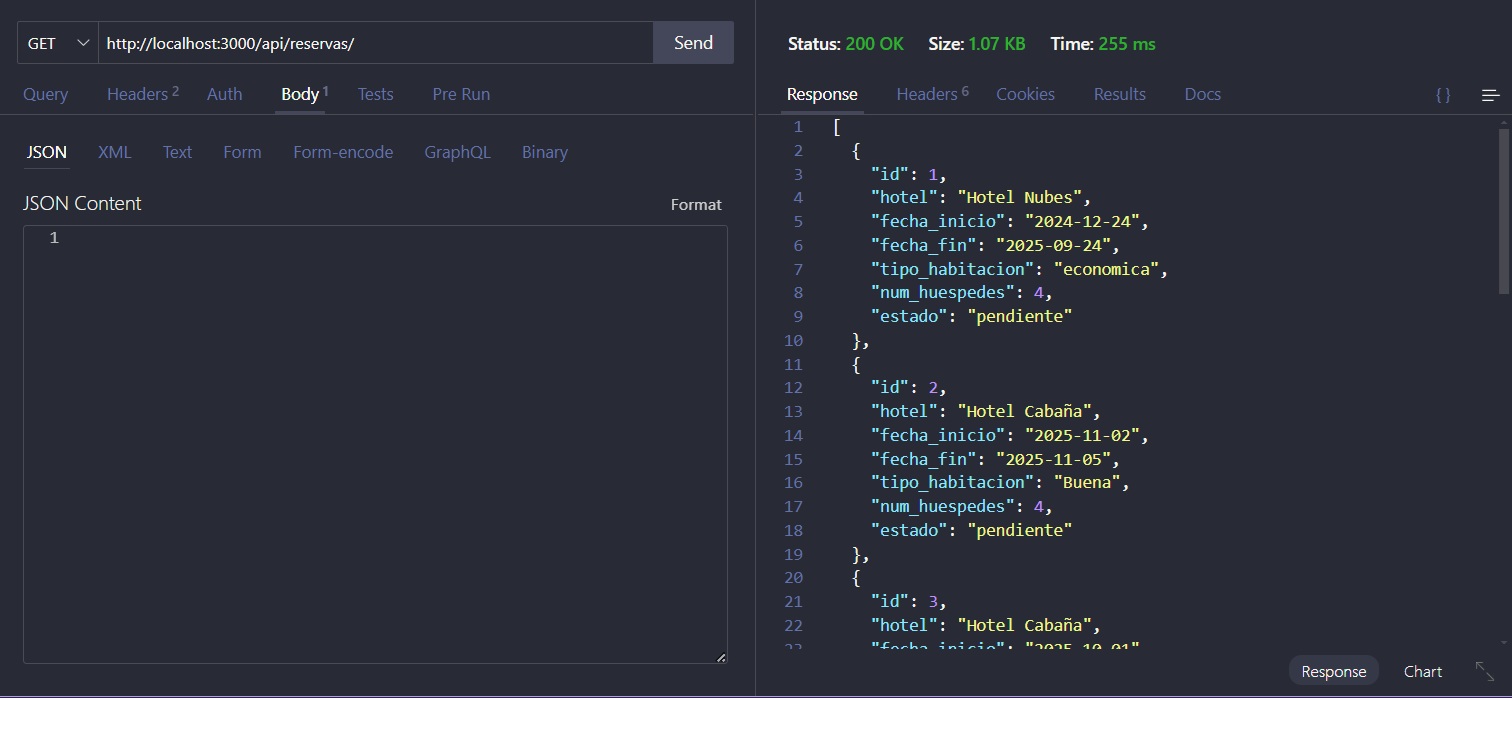 GET http://localhost:3000/api/reservas/ Send
Query Headers 2 Auth Body 1 Tests Pre Run
JSON XML Text Form Form-encode GraphQL Binary
JSON Content Format
1
Status: 200 OK Size: 1.07 KB Time: 255 ms
Response Headers 6 Cookies Results Docs {}
1 [
2 {
3 "id": 1,
4 "hotel": "Hotel Nubes",
5 "fecha_inicio": "2024-12-24",
6 "fecha_fin": "2025-09-24",
7 "tipo_habitacion": "economica",
8 "num_huespedes": 4,
9 "estado": "pendiente"
10 },
11 {
12 "id": 2,
13 "hotel": "Hotel Cabaña",
14 "fecha_inicio": "2025-11-02",
15 "fecha_fin": "2025-11-05",
16 "tipo_habitacion": "Buena",
17 "num_huespedes": 4,
18 "estado": "pendiente"
19 },
20 {
21 "id": 3,
22 "hotel": "Hotel Cabaña",
23 "fecha_inicio": "2025-10-01"
Response Chart